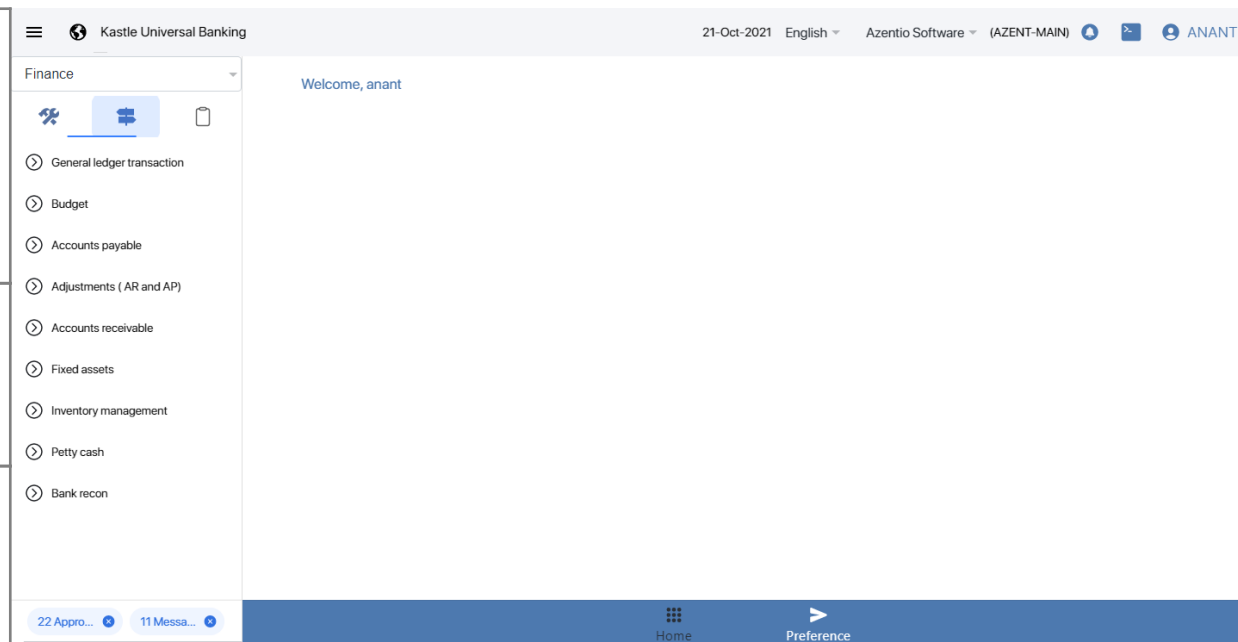 Kastle Universal Banking 21-Oct-2021 English Azentio Software (AZENT-MAIN) ANANT
Finance
Welcome, anant
General ledger transaction
Budget
Accounts payable
Adjustments ( AR and AP)
Accounts receivable
Fixed assets
Inventory management
Petty cash
Bank recon
22 Appro... 11 Messa...
Home Preference